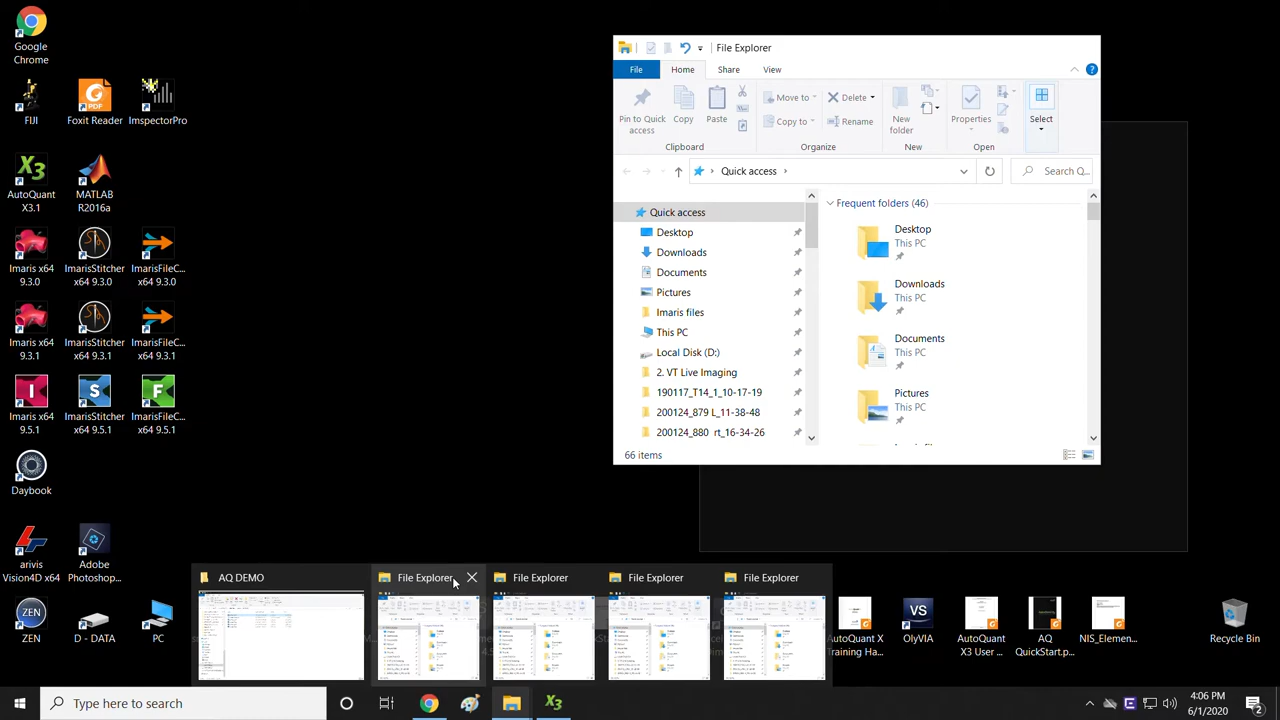 Google
Chrome
FIJI
Foxit Reader
InspectorPro
AutoQuant
X3.1
MATLAB
R2016a
Imaris x64
9.3.0
ImarisStitcher
x64 9.3.0
ImarisFileC...
x64 9.3.0
Imaris x64
9.3.1
ImarisStitcher
x64 9.3.1
ImarisFileC...
x64 9.3.1
Imaris x64
9.5.1
ImarisStitcher
x64 9.5.1
ImarisFileC...
x64 9.5.1
Daybook
arivis
Vision4D x64
Adobe
Photoshop...
ZEN
D - DATA
PC
File Explorer
File
Home
Share
View
Pin to Quick
access
Copy
Paste
Clipboard
Move to
Copy to
Delete
Rename
Organize
New
folder
New
Properties
Open
Select
Quick access
Search Q...
Quick access
Desktop
Downloads
Documents
Pictures
Imaris files
This PC
Local Disk (D:)
2. VT Live Imaging
190117_T14_1_10-17-19
200124_879 L_11-38-48
200124_880 rt_16-34-26
Frequent folders (46)
Desktop
This PC
Downloads
This PC
Documents
This PC
Pictures
This PC
66 items
AQ DEMO
File Explorer
File Explorer
File Explorer
File Explorer
AutoQuant X
Training Ha...
OlyVIA
AutoQuant
X3 User ...
AQ
QuickStart.p...
NIS_Elemen...
Recycle Bin
Type here to search
4:06 PM
6/1/2020
2